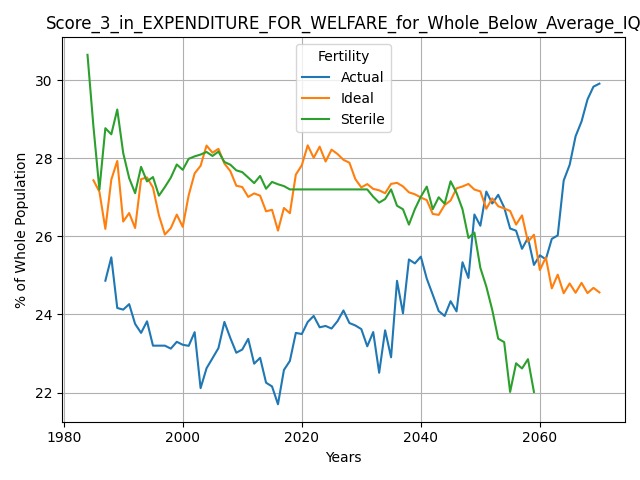 Score_3_in_EXPENDITURE_FOR_WELFARE_for_Whole_Below_Average_IQ
Fertility
Actual
Ideal
Sterile
% of Whole Population
30
28
26
24
22
1980
2000
2020
2040
2060
Years